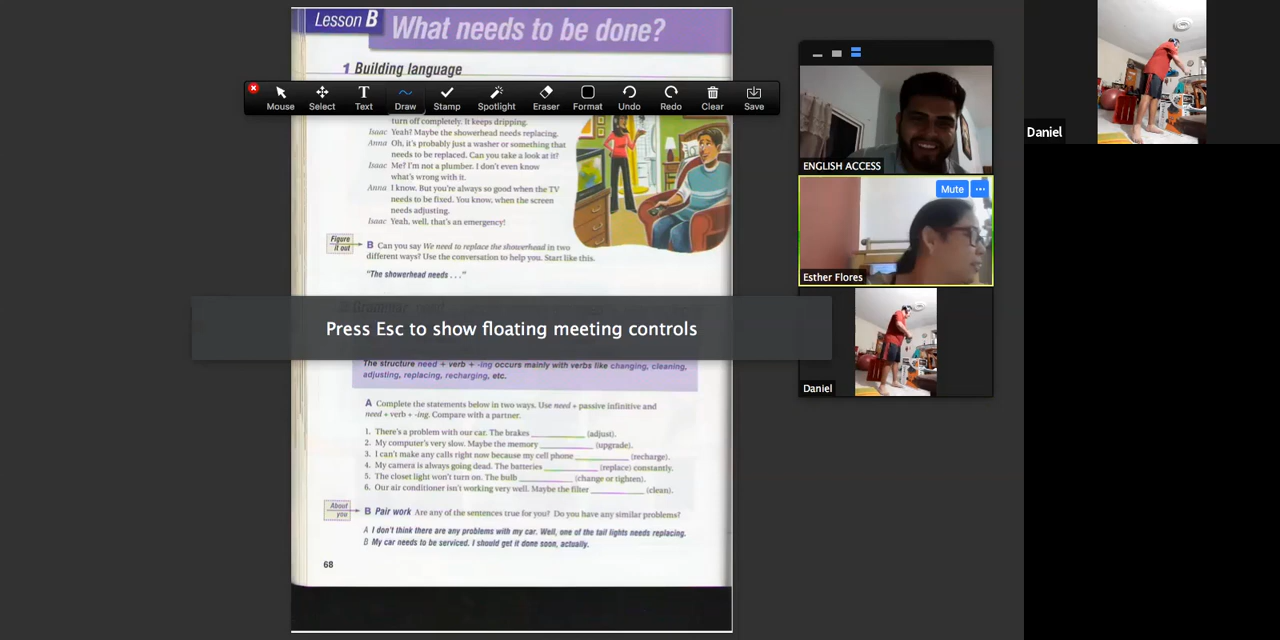 Lesson B
What needs to be done?
1 Building language
Mouse Select Text Draw Stamp Spotlight Eraser Format Undo Redo Clear Save
turn off completely. It keeps dripping.
Isaac Yeah? Maybe the showerhead needs replacing.
Anna Oh, it's probably just a washer or something that
needs to be replaced. Can you take a look at it?
Isaac Me? I'm not a plumber. I don't even know
what's wrong with it.
Anna I know. But you're always so good when the TV
needs to be fixed. You know, when the screen
needs adjusting.
Isaac Yeah, well, that's an emergency!
Figure
it out
B Can you say We need to replace the showerhead in two
different ways? Use the conversation to help you. Start like this.
"The showerhead needs . . ."
Press Esc to show floating meeting controls
The structure need + verb + -ing occurs mainly with verbs like changing, cleaning,
adjusting, replacing, recharging, etc.
A Complete the statements below in two ways. Use need + passive infinitive and
need + verb + -ing. Compare with a partner.
1. There's a problem with our car. The brakes __________ (adjust).
2. My computer's very slow. Maybe the memory __________ (upgrade).
3. I can't make any calls right now because my cell phone __________ (recharge).
4. My camera is always going dead. The batteries __________ (replace) constantly.
5. The closet light won't turn on. The bulb __________ (change or tighten).
6. Our air conditioner isn't working very well. Maybe the filter __________ (clean).
About
you
B Pair work Are any of the sentences true for you? Do you have any similar problems?
A I don't think there are any problems with my car. Well, one of the tail lights needs replacing.
B My car needs to be serviced. I should get it done soon, actually.
68
ENGLISH ACCESS
Mute ...
Esther Flores
Daniel
Daniel